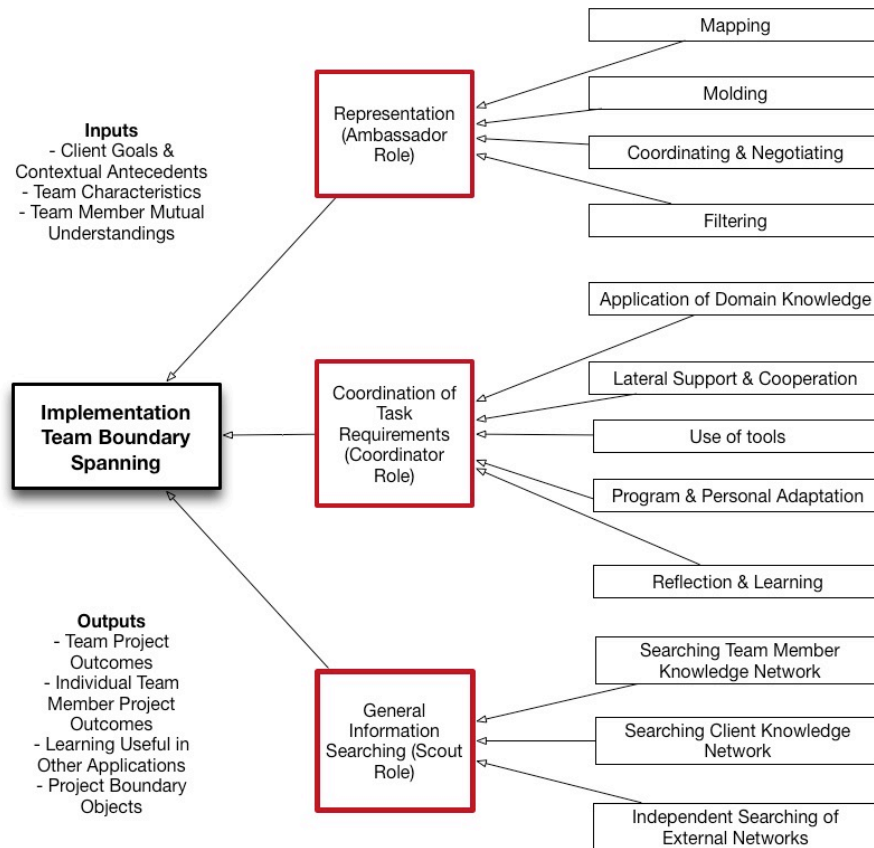 Inputs
- Client Goals &
Contextual Antecedents
- Team Characteristics
- Team Member Mutual
Understandings
Implementation
Team Boundary
Spanning
Outputs
- Team Project
Outcomes
- Individual Team
Member Project
Outcomes
- Learning Useful in
Other Applications
- Project Boundary
Objects
Representation
(Ambassador
Role)
Mapping
Molding
Coordinating & Negotiating
Filtering
Coordination of
Task
Requirements
(Coordinator
Role)
Application of Domain Knowledge
Lateral Support & Cooperation
Use of tools
Program & Personal Adaptation
Reflection & Learning
General
Information
Searching (Scout
Role)
Searching Team Member
Knowledge Network
Searching Client Knowledge
Network
Independent Searching of
External Networks